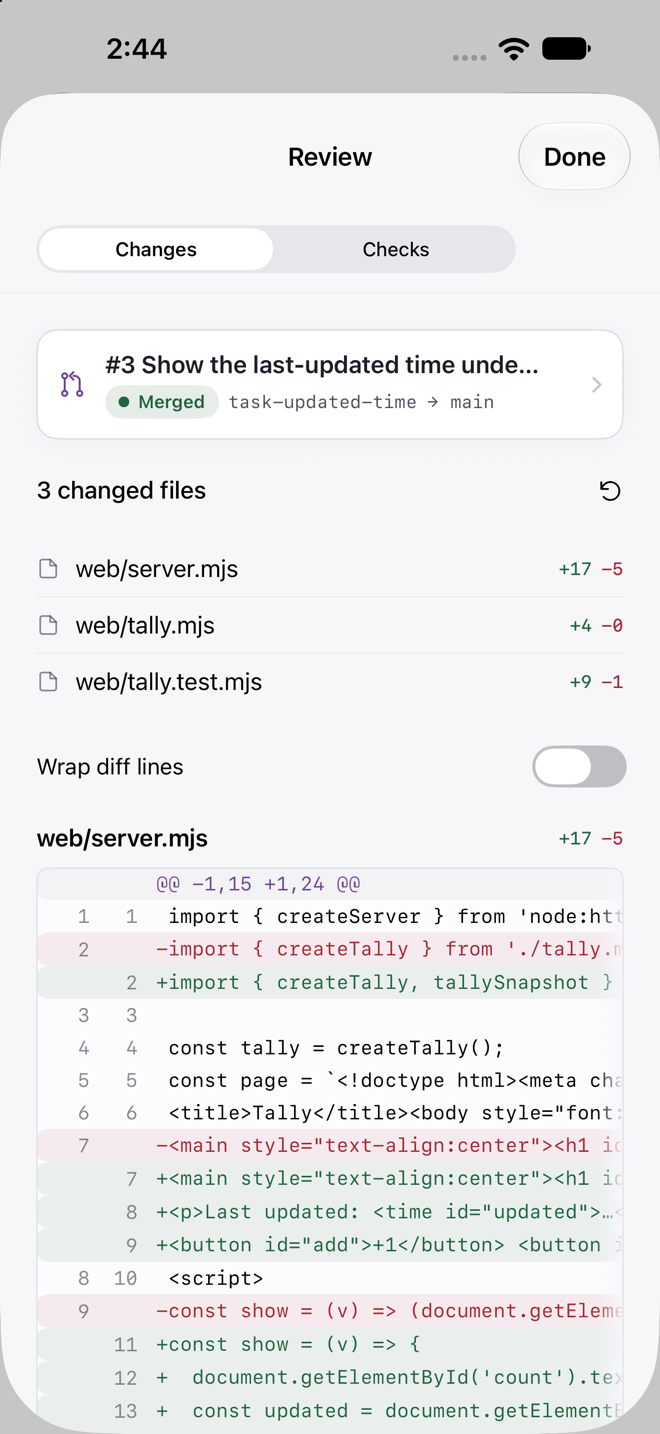 2:44
Review
Done
Changes
Checks
#3 Show the last-updated time unde...
Merged task-updated-time → main
3 changed files
web/server.mjs +17 −5
web/tally.mjs +4 −0
web/tally.test.mjs +9 −1
Wrap diff lines
web/server.mjs +17 −5
@@ −1,15 +1,24 @@
1 1 import { createServer } from 'node:htt
2 −import { createTally } from './tally.m
2 +import { createTally, tallySnapshot }
3 3
4 4 const tally = createTally();
5 5 const page = `<!doctype html><meta cha
6 6 <title>Tally</title><body style="font:
7 −<main style="text-align:center"><h1 id
7 +<main style="text-align:center"><h1 id
8 +<p>Last updated: <time id="updated">…<
9 +<button id="add">+1</button> <button i
8 10 <script>
9 −const show = (v) => (document.getEleme
11 +const show = (v) => {
12 +  document.getElementById('count').tex
13 +  const updated = document.getElementB